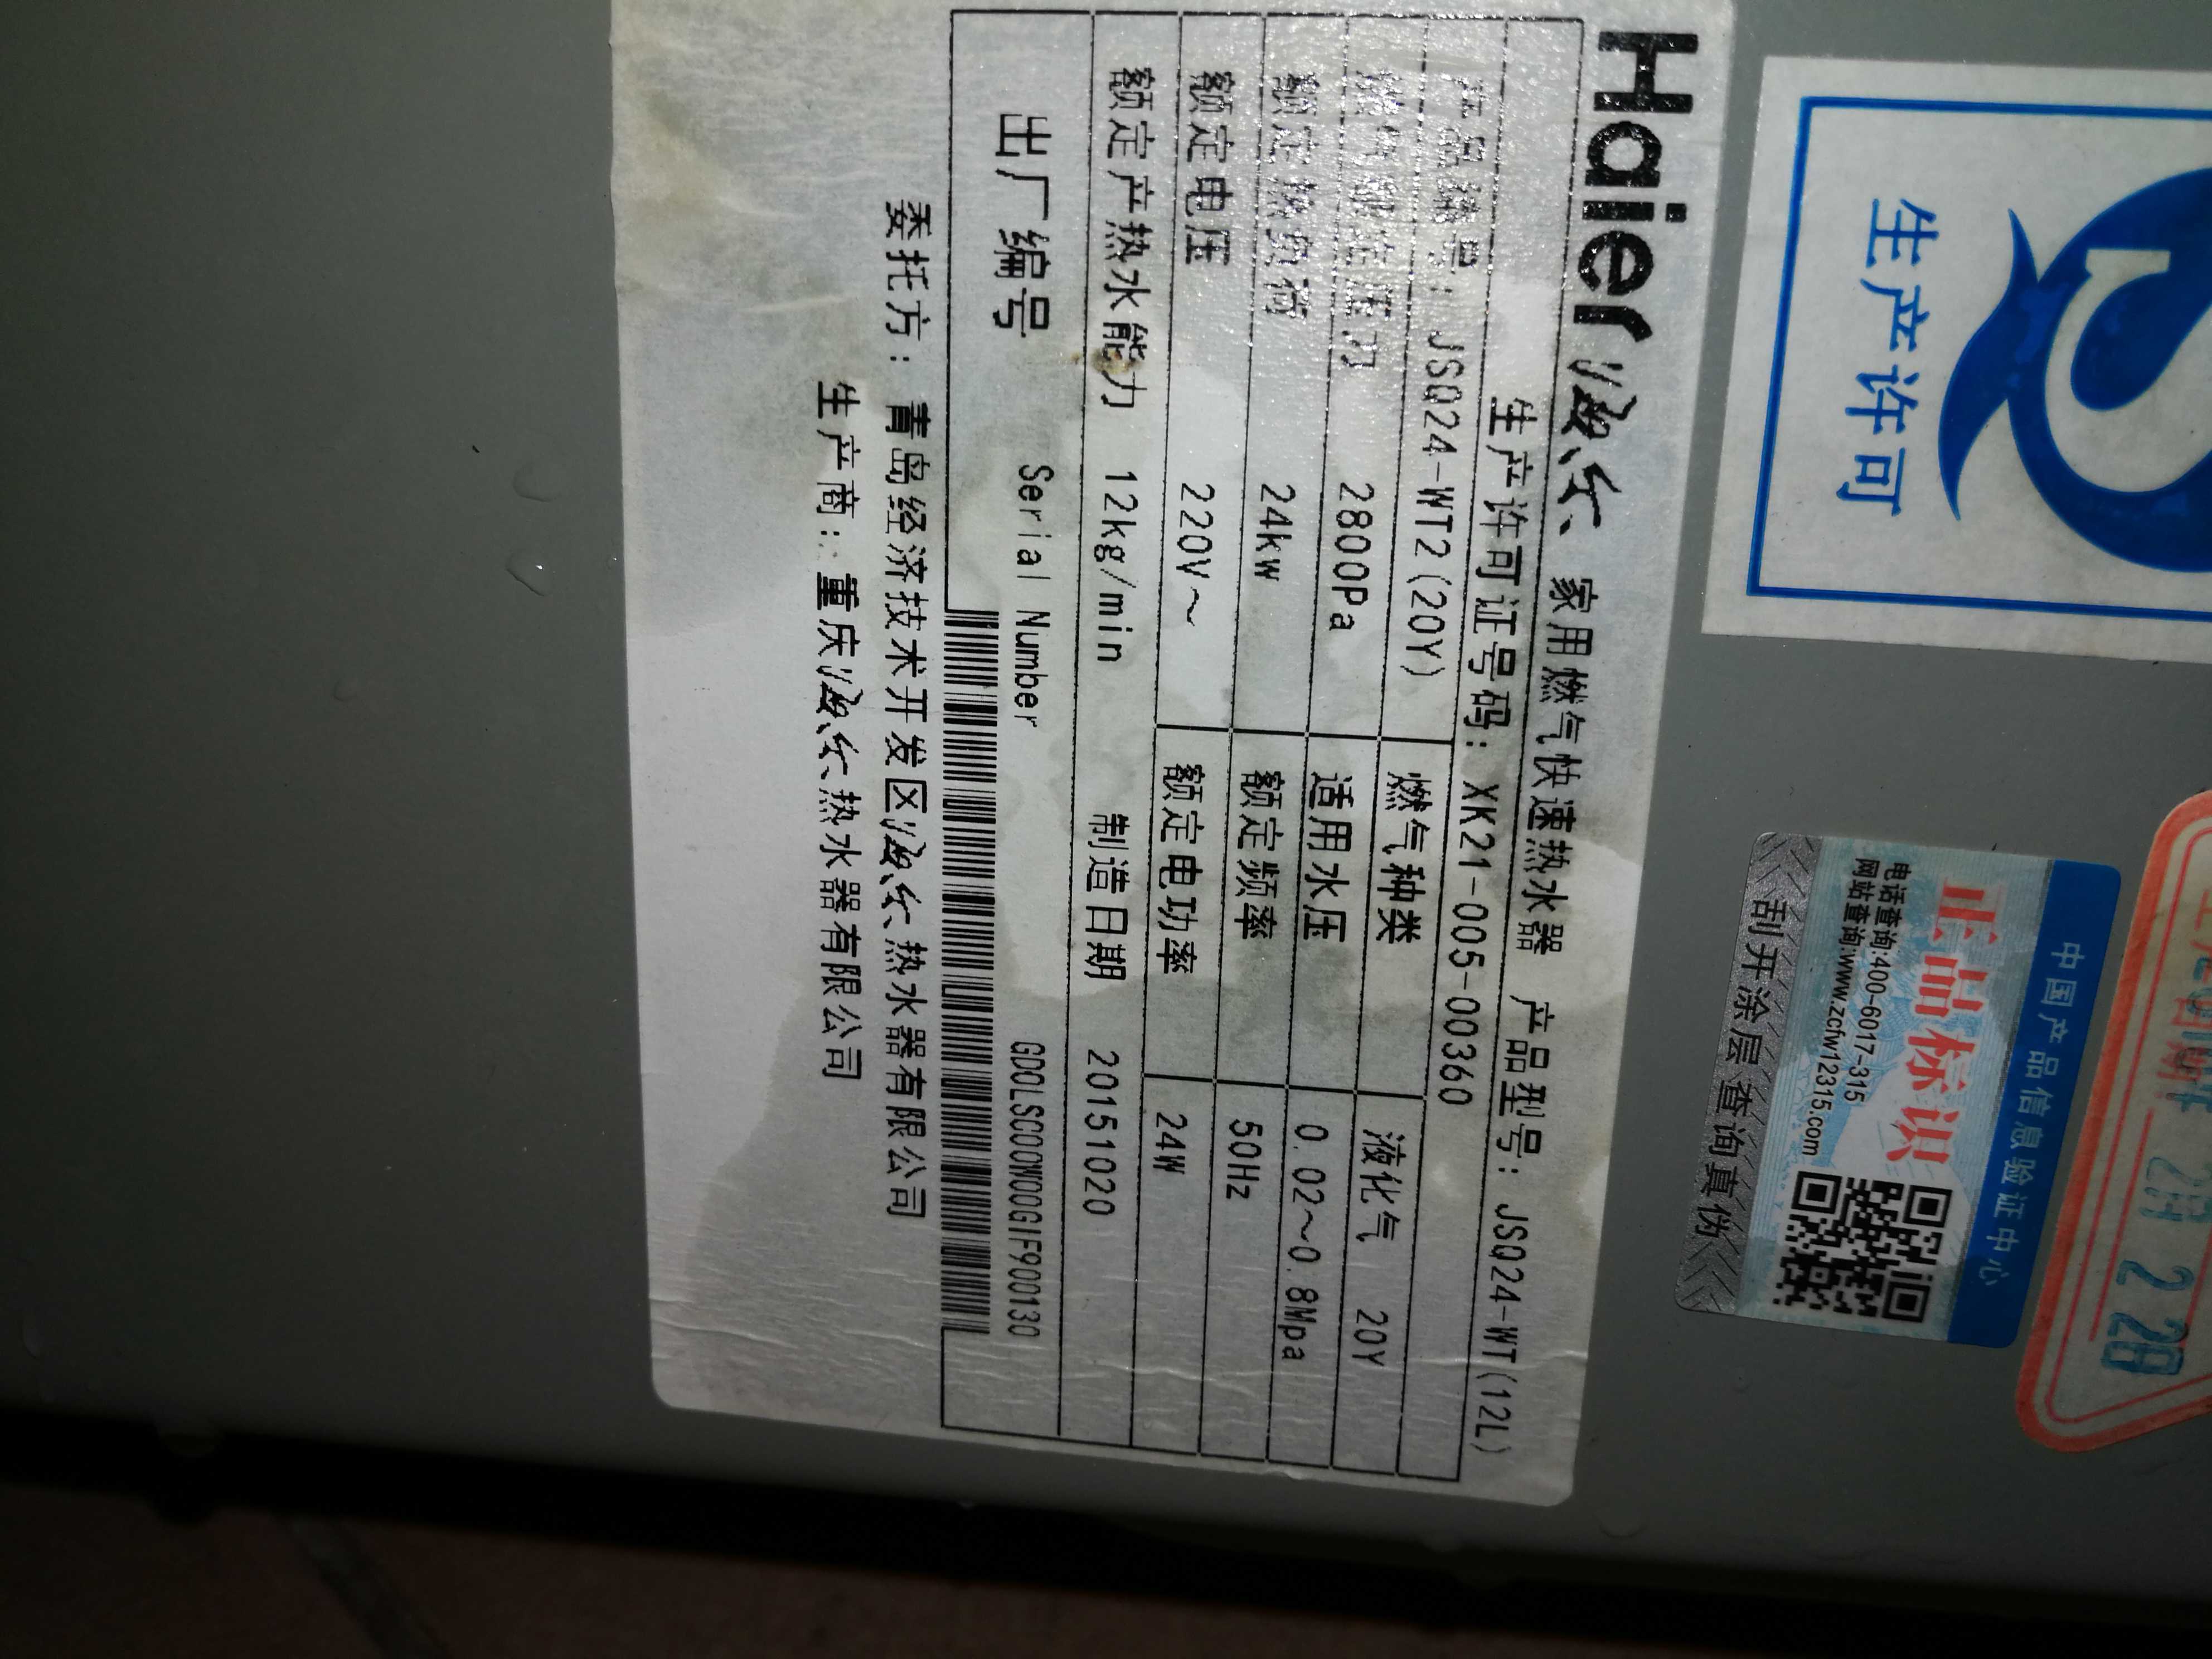 Haier海尔 家用燃气快速热水器 产品型号: JSQ24-WT(12L)
生产许可证号码: XK21-005-00360
产品编号: JSQ24-WT2(20Y) 燃气种类 液化气 20Y
燃气额定压力 2800Pa 适用水压 0.02～0.8Mpa
额定热负荷 24kw 额定频率 50Hz
额定电压 220V～ 额定电功率 24W
额定产热水能力 12kg/min 制造日期 20151020
出厂编号 Serial Number GD0LSC00W00G1F900130
委托方: 青岛经济技术开发区海尔热水器有限公司
生产商: 重庆海尔热水器有限公司
生产许可
中国产品信息验证中心
正品标识
电话查询:400-6017-315
网站查询:www.zcfw12315.com
刮开涂层查询真伪